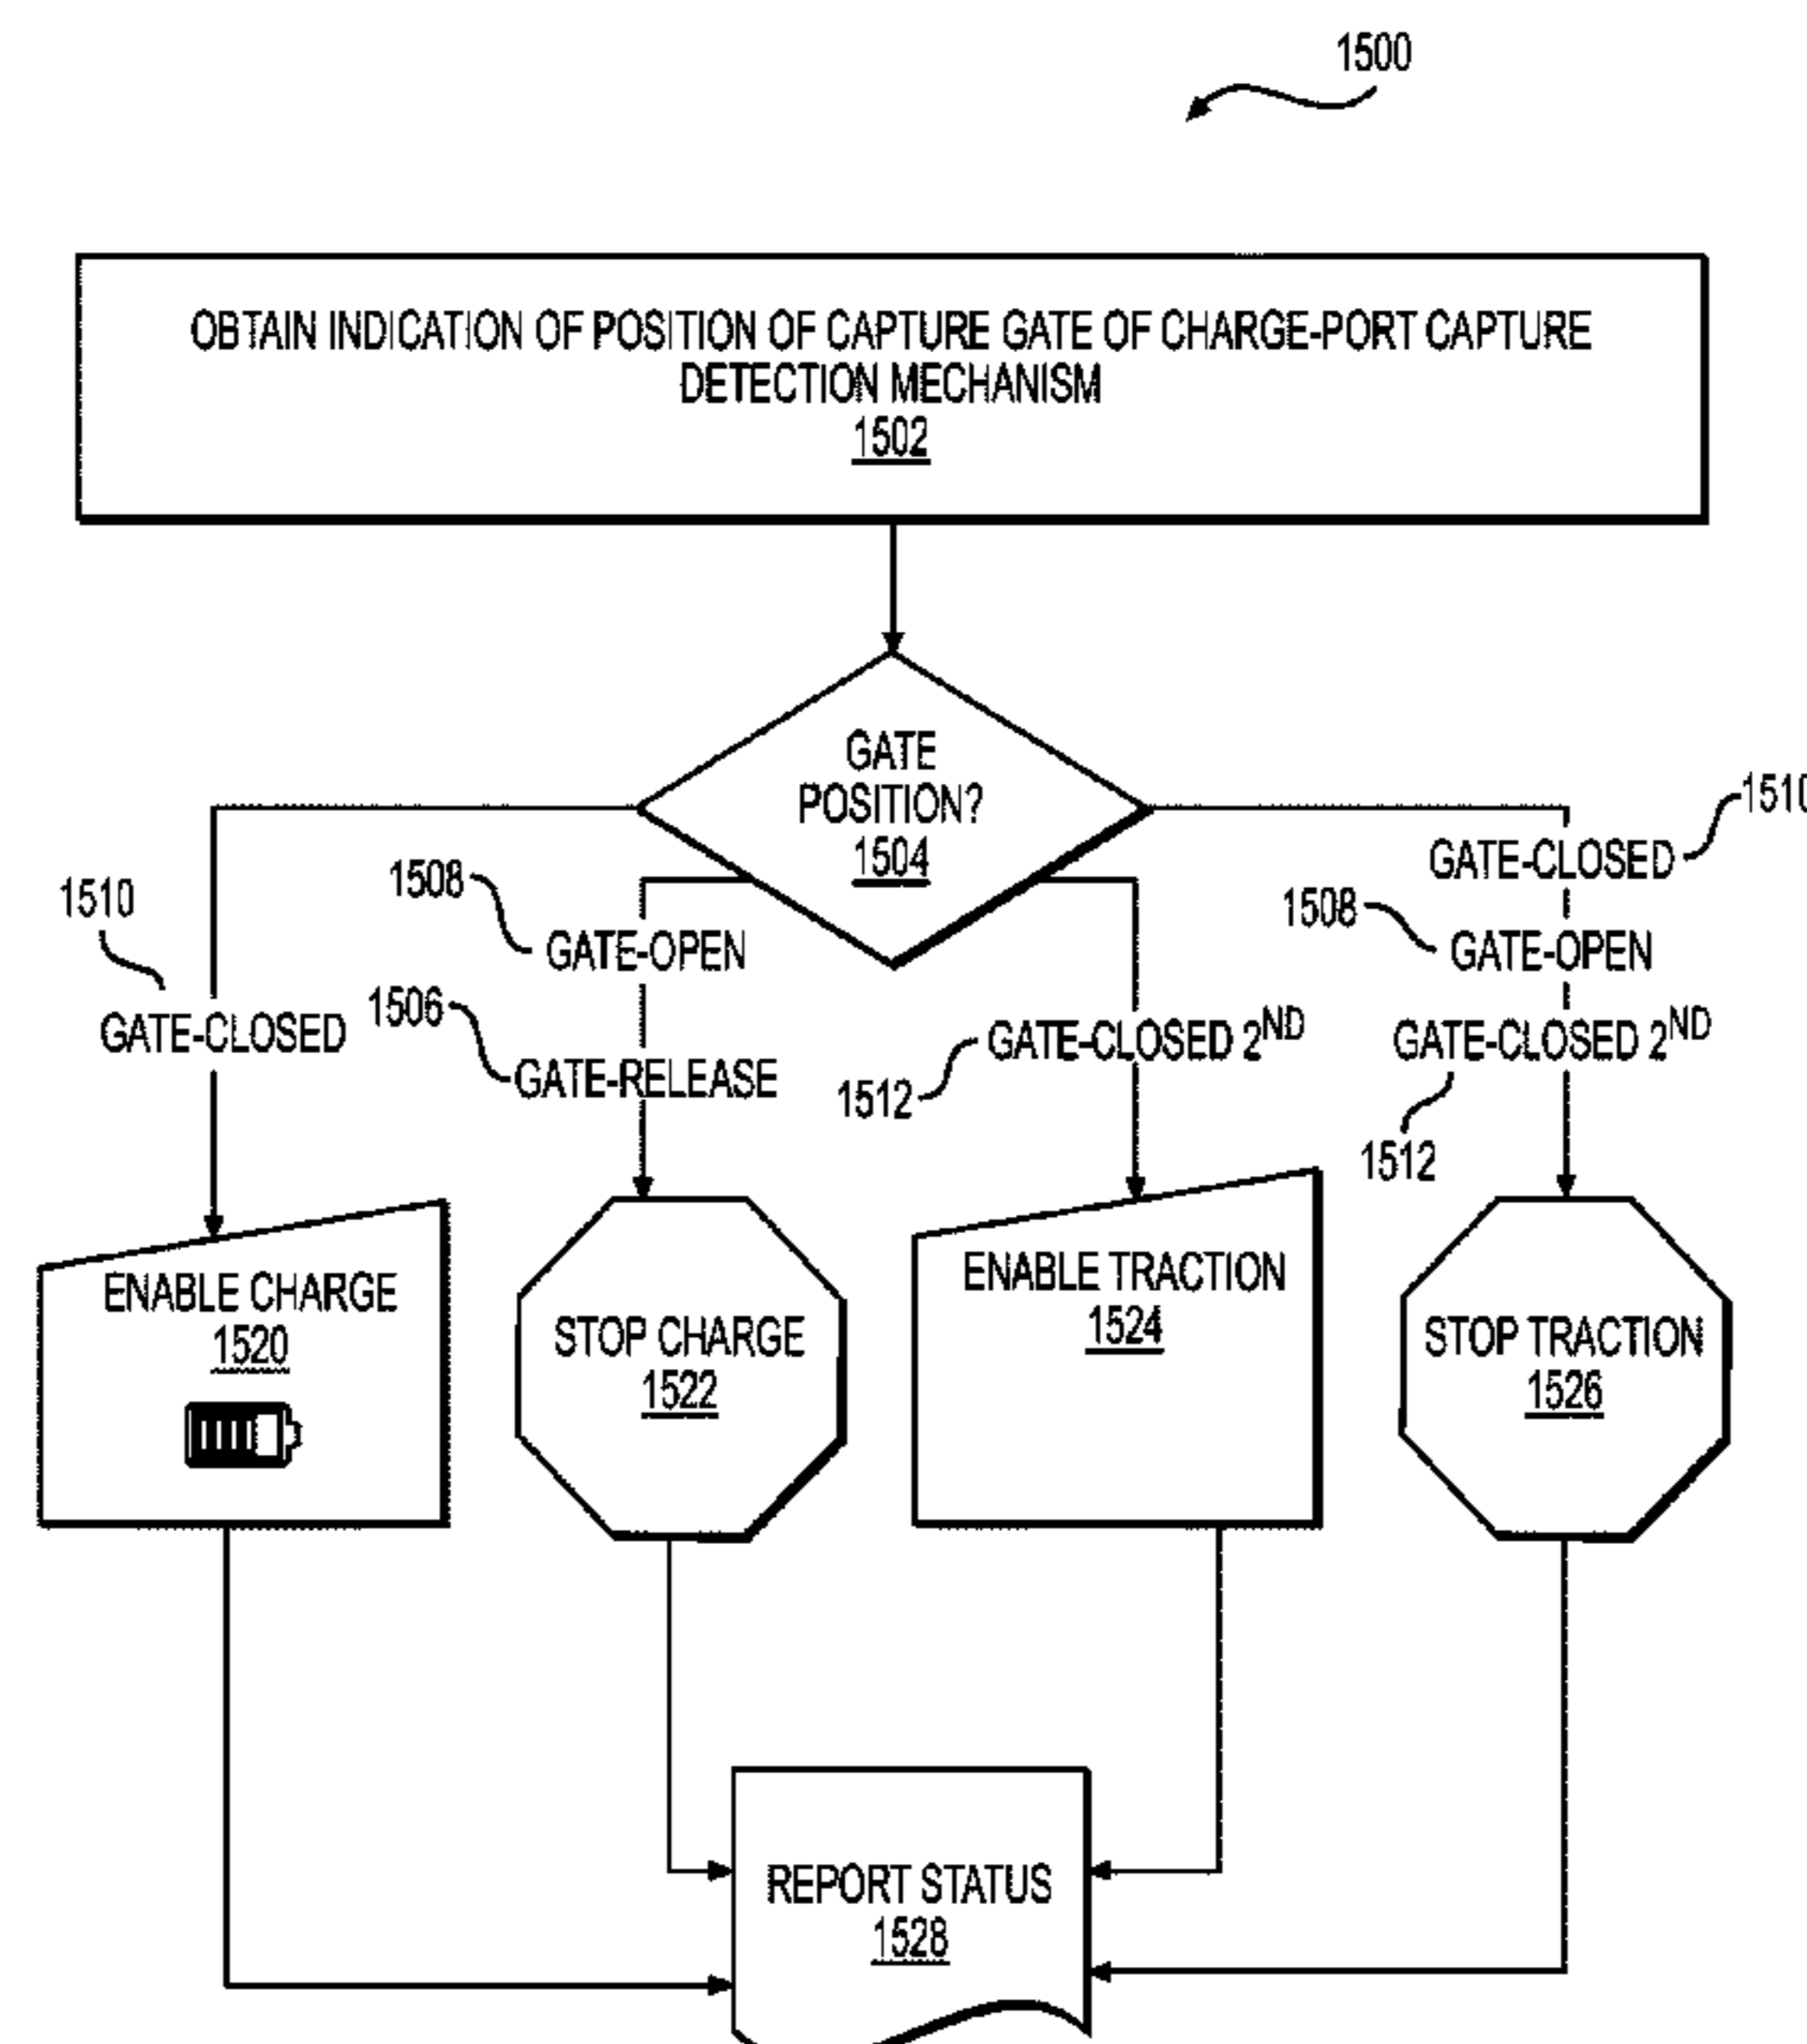 1500
OBTAIN INDICATION OF POSITION OF CAPTURE GATE OF CHARGE-PORT CAPTURE
DETECTION MECHANISM
1502
GATE
POSITION?
1504
1510
GATE-CLOSED
1508
GATE-OPEN
1506
GATE-RELEASE
GATE-CLOSED 2ND
1512
1510
GATE-CLOSED
1508
GATE-OPEN
GATE-CLOSED 2ND
1512
ENABLE CHARGE
1520
STOP CHARGE
1522
ENABLE TRACTION
1524
STOP TRACTION
1526
REPORT STATUS
1528